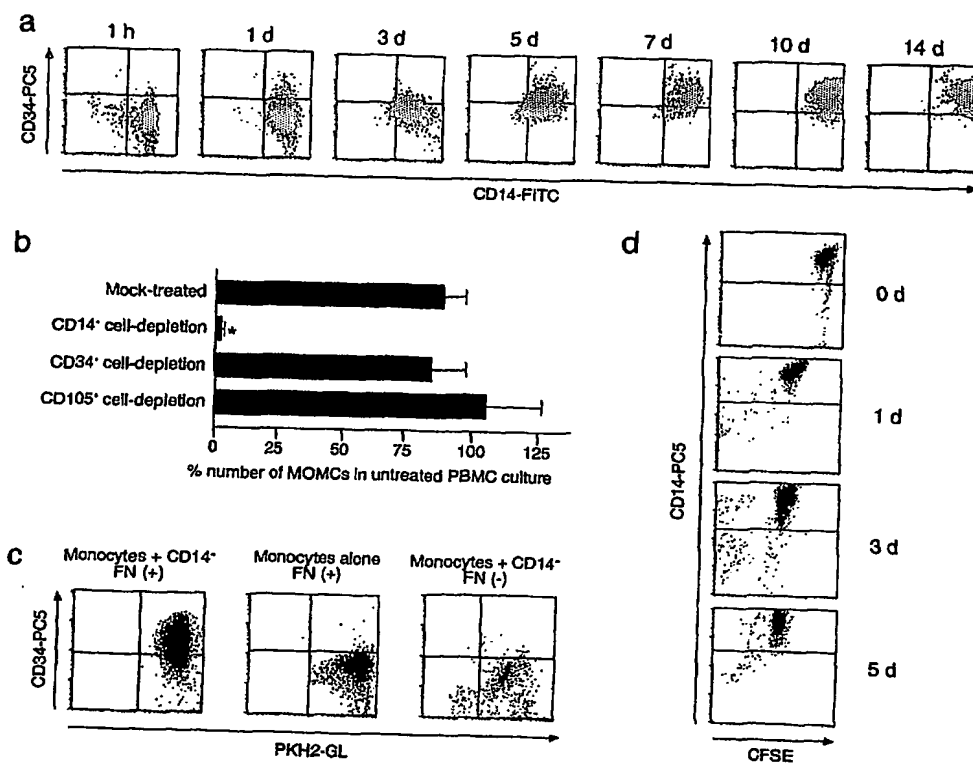 a
1 h 1 d 3 d 5 d 7 d 10 d 14 d
CD34-PC5
CD14-FITC
b
Mock-treated
CD14+ cell-depletion
*
CD34+ cell-depletion
CD105+ cell-depletion
0 25 50 75 100 125
% number of MOMCs in untreated PBMC culture
c
Monocytes + CD14-
FN (+)
Monocytes alone
FN (+)
Monocytes + CD14-
FN (-)
CD34-PC5
PKH2-GL
d
0 d
1 d
3 d
5 d
CD14-PC5
CFSE